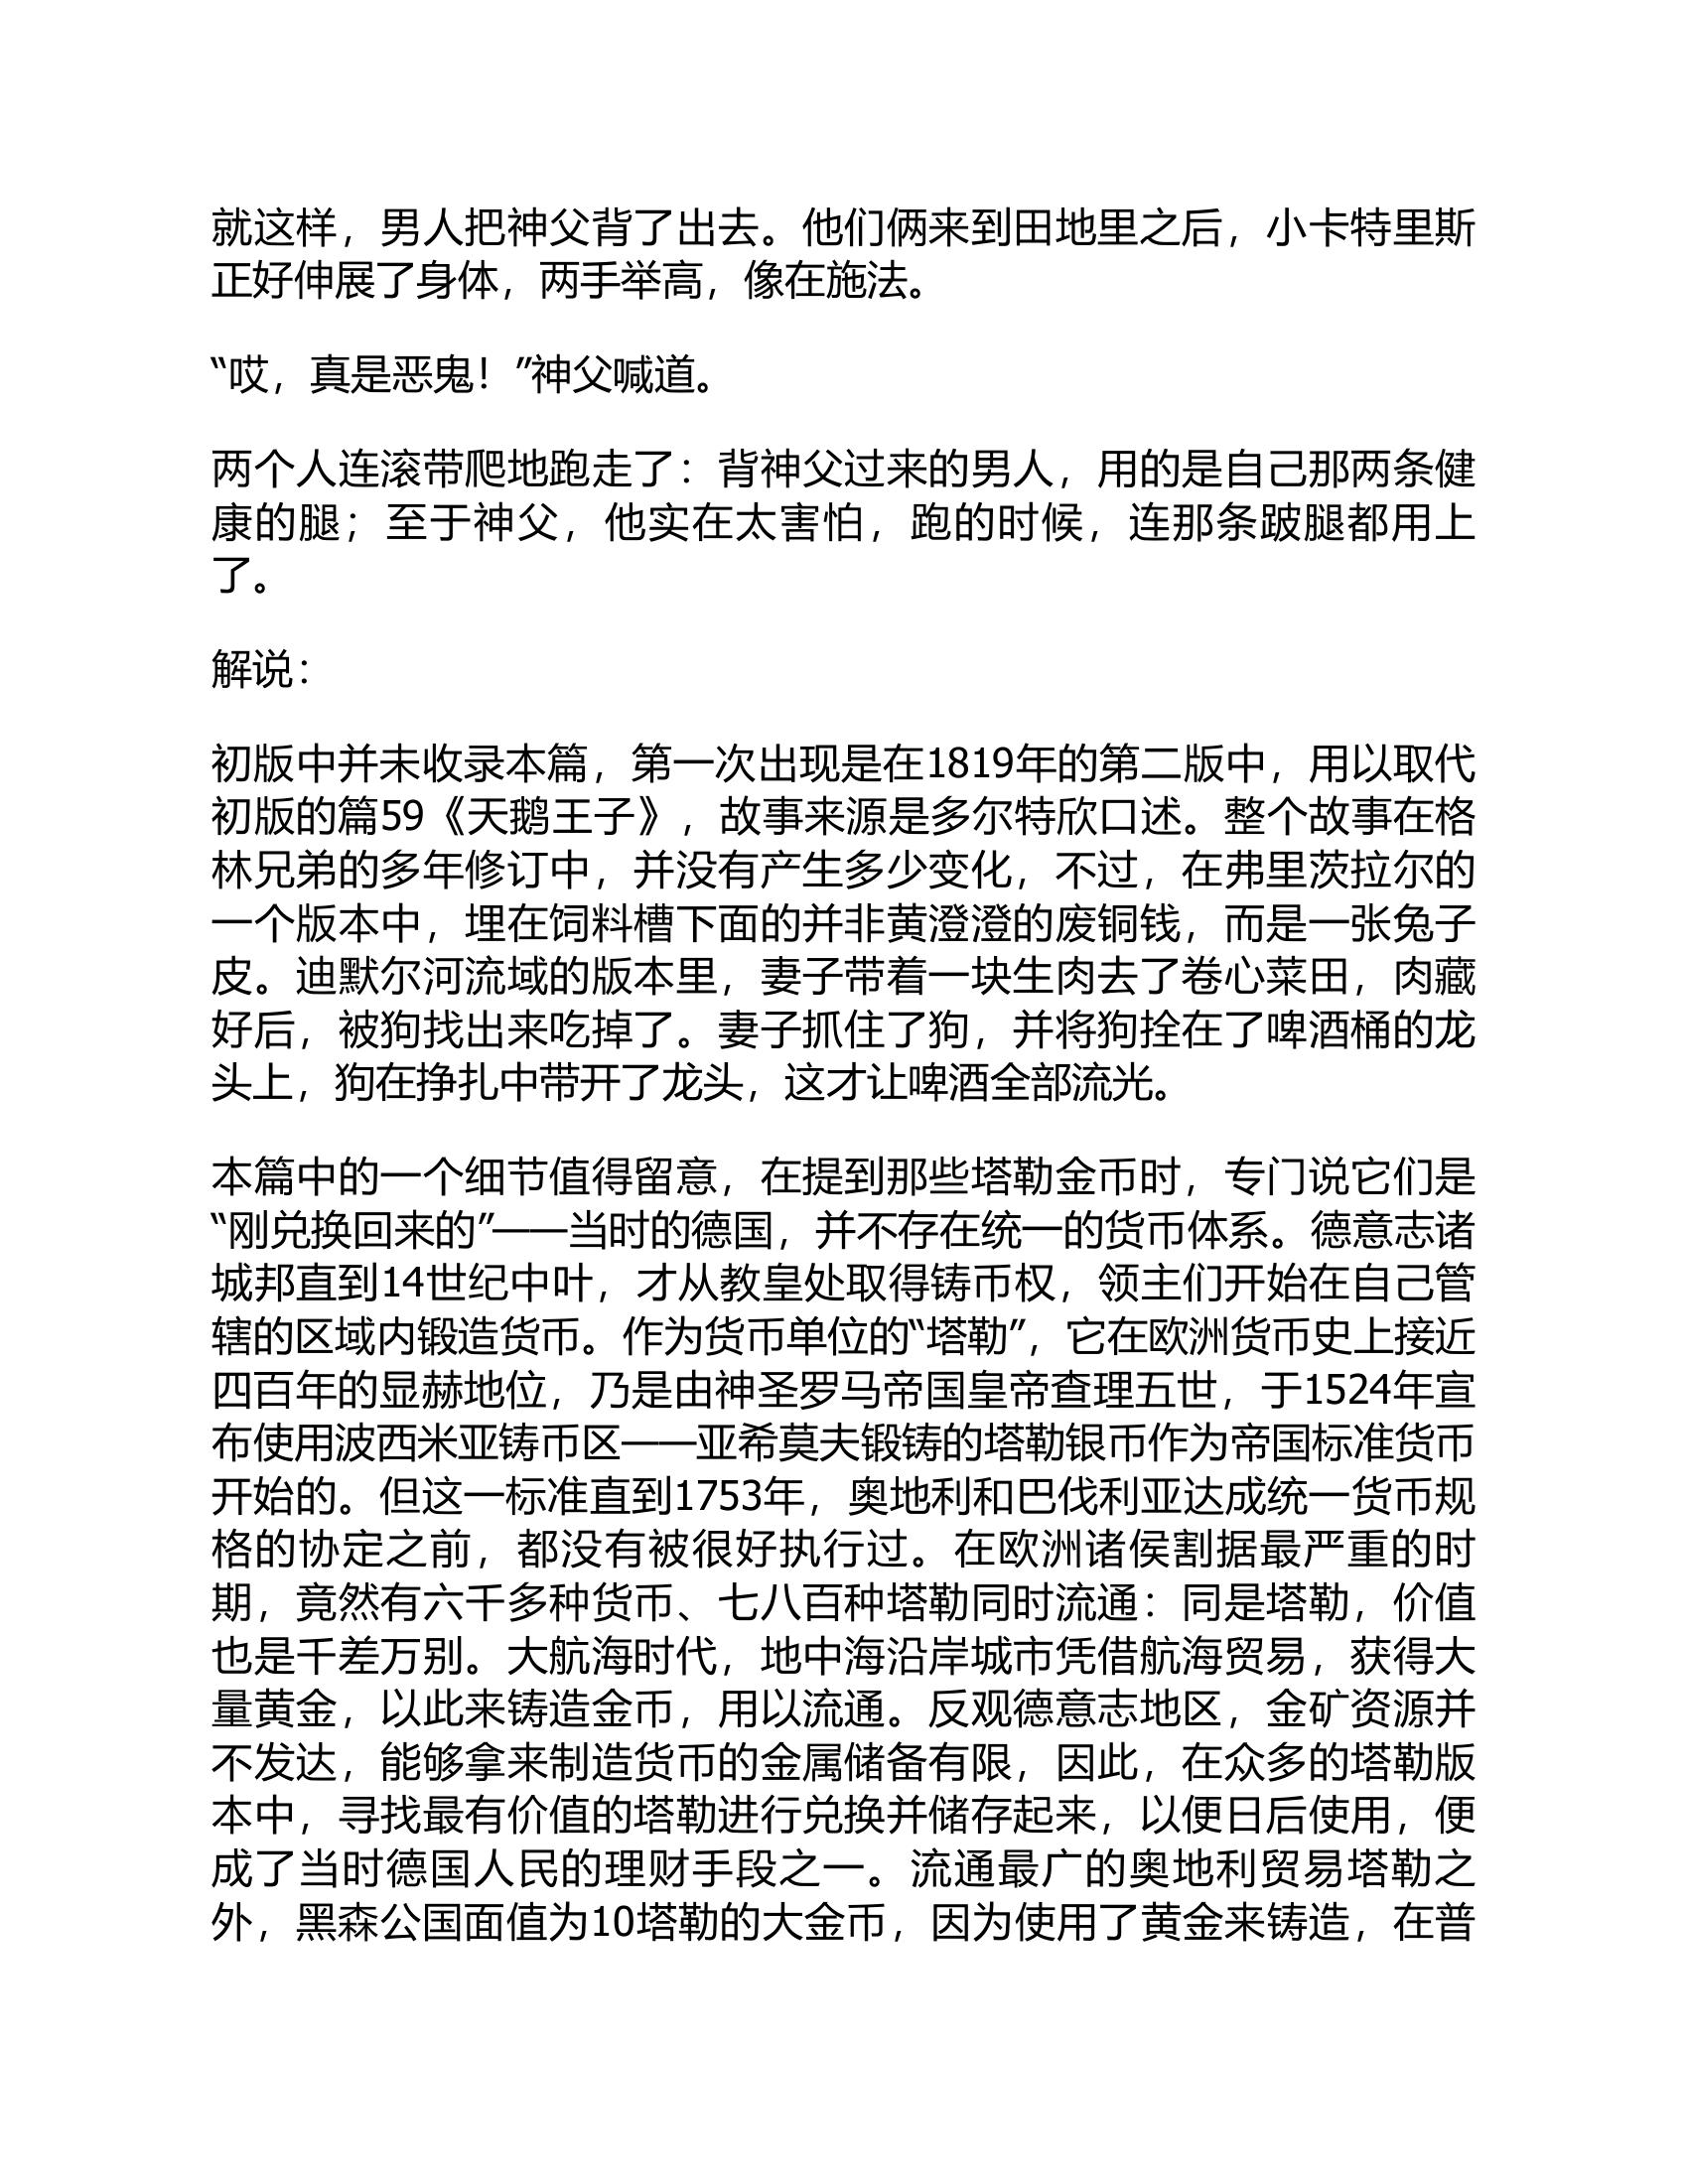 就这样，男人把神父背了出去。他们俩来到田地里之后，小卡特里斯
正好伸展了身体，两手举高，像在施法。
“哎，真是恶鬼！”神父喊道。
两个人连滚带爬地跑走了：背神父过来的男人，用的是自己那两条健
康的腿；至于神父，他实在太害怕，跑的时候，连那条跛腿都用上
了。
解说：
初版中并未收录本篇，第一次出现是在1819年的第二版中，用以取代
初版的篇59《天鹅王子》，故事来源是多尔特欣口述。整个故事在格
林兄弟的多年修订中，并没有产生多少变化，不过，在弗里茨拉尔的
一个版本中，埋在饲料槽下面的并非黄澄澄的废铜钱，而是一张兔子
皮。迪默尔河流域的版本里，妻子带着一块生肉去了卷心菜田，肉藏
好后，被狗找出来吃掉了。妻子抓住了狗，并将狗拴在了啤酒桶的龙
头上，狗在挣扎中带开了龙头，这才让啤酒全部流光。
本篇中的一个细节值得留意，在提到那些塔勒金币时，专门说它们是
“刚兑换回来的”——当时的德国，并不存在统一的货币体系。德意志诸
城邦直到14世纪中叶，才从教皇处取得铸币权，领主们开始在自己管
辖的区域内锻造货币。作为货币单位的“塔勒”，它在欧洲货币史上接近
四百年的显赫地位，乃是由神圣罗马帝国皇帝查理五世，于1524年宣
布使用波西米亚铸币区——亚希莫夫锻铸的塔勒银币作为帝国标准货币
开始的。但这一标准直到1753年，奥地利和巴伐利亚达成统一货币规
格的协定之前，都没有被很好执行过。在欧洲诸侯割据最严重的时
期，竟然有六千多种货币、七八百种塔勒同时流通：同是塔勒，价值
也是千差万别。大航海时代，地中海沿岸城市凭借航海贸易，获得大
量黄金，以此来铸造金币，用以流通。反观德意志地区，金矿资源并
不发达，能够拿来制造货币的金属储备有限，因此，在众多的塔勒版
本中，寻找最有价值的塔勒进行兑换并储存起来，以便日后使用，便
成了当时德国人民的理财手段之一。流通最广的奥地利贸易塔勒之
外，黑森公国面值为10塔勒的大金币，因为使用了黄金来铸造，在普